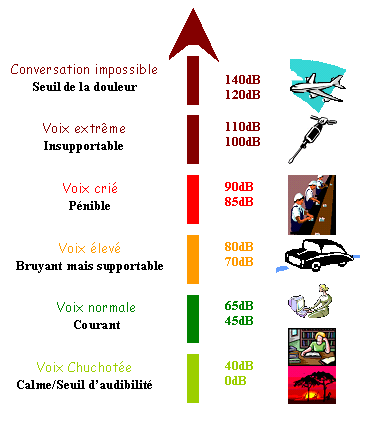 Conversation impossible
Seuil de la douleur
140dB
120dB
Voix extrême
Insupportable
110dB
100dB
Voix crié
Pénible
90dB
85dB
Voix élevé
Bruyant mais supportable
80dB
70dB
Voix normale
Courant
65dB
45dB
Voix Chuchotée
Calme/Seuil d'audibilité
40dB
0dB